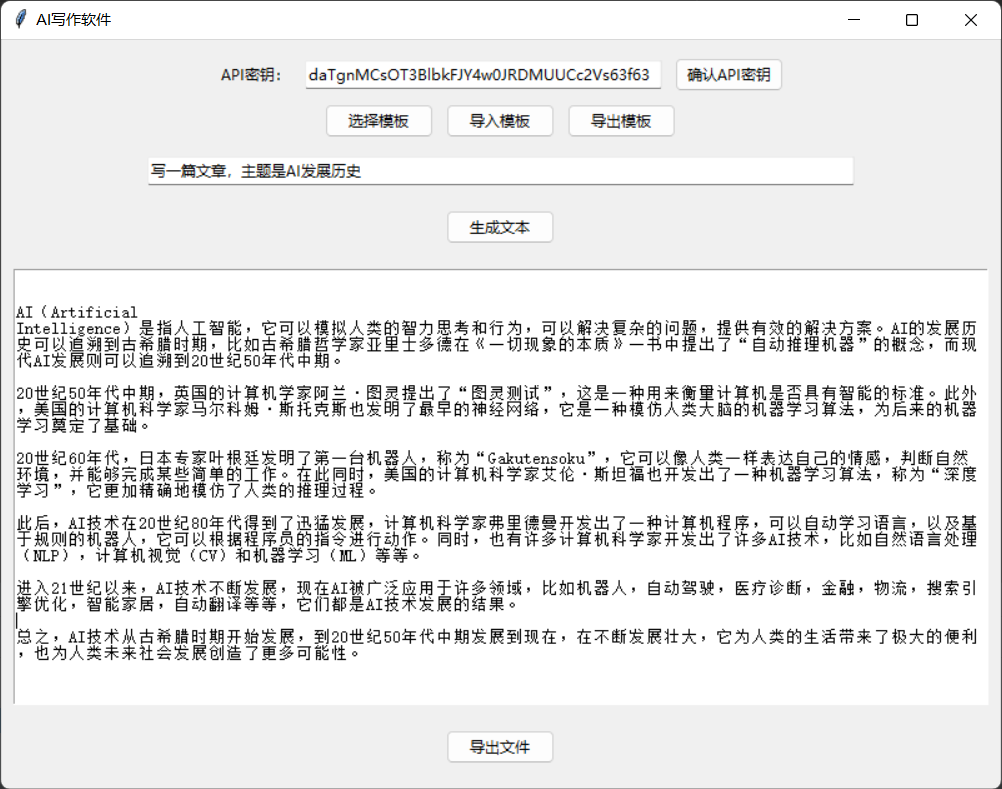 AI写作软件
API密钥： daTgnMCsOT3BlbkFJY4w0JRDMUUCc2Vs63f63 确认API密钥
选择模板 导入模板 导出模板
写一篇文章，主题是AI发展历史
生成文本
AI（Artificial
Intelligence）是指人工智能，它可以模拟人类的智力思考和行为，可以解决复杂的问题，提供有效的解决方案。AI的发展历
史可以追溯到古希腊时期，比如古希腊哲学家亚里士多德在《一切现象的本质》一书中提出了“自动推理机器”的概念，而现
代AI发展则可以追溯到20世纪50年代中期。
20世纪50年代中期，英国的计算机学家阿兰·图灵提出了“图灵测试”，这是一种用来衡量计算机是否具有智能的标准。此外
，美国的计算机科学家马尔科姆·斯托克斯也发明了最早的神经网络，它是一种模仿人类大脑的机器学习算法，为后来的机器
学习奠定了基础。
20世纪60年代，日本专家叶根廷发明了第一台机器人，称为“Gakutensoku”，它可以像人类一样表达自己的情感，判断自然
环境，并能够完成某些简单的工作。在此同时，美国的计算机科学家艾伦·斯坦福也开发出了一种机器学习算法，称为“深度
学习”，它更加精确地模仿了人类的推理过程。
此后，AI技术在20世纪80年代得到了迅猛发展，计算机科学家弗里德曼开发出了一种计算机程序，可以自动学习语言，以及基
于规则的机器人，它可以根据程序员的指令进行动作。同时，也有许多计算机科学家开发出了许多AI技术，比如自然语言处理
（NLP），计算机视觉（CV）和机器学习（ML）等等。
进入21世纪以来，AI技术不断发展，现在AI被广泛应用于许多领域，比如机器人，自动驾驶，医疗诊断，金融，物流，搜索引
擎优化，智能家居，自动翻译等等，它们都是AI技术发展的结果。
总之，AI技术从古希腊时期开始发展，到20世纪50年代中期发展到现在，在不断发展壮大，它为人类的生活带来了极大的便利
，也为人类未来社会发展创造了更多可能性。
导出文件